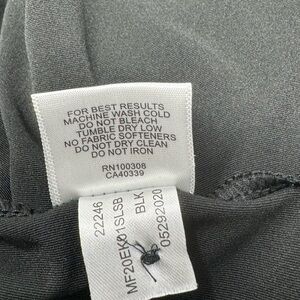 FOR BEST RESULTS
MACHINE WASH COLD
DO NOT BLEACH
TUMBLE DRY LOW
NO FABRIC SOFTENERS
DO NOT DRY CLEAN
DO NOT IRON
RN100308
CA40339
22246
MF20EK01SLSB
BLK
05292020